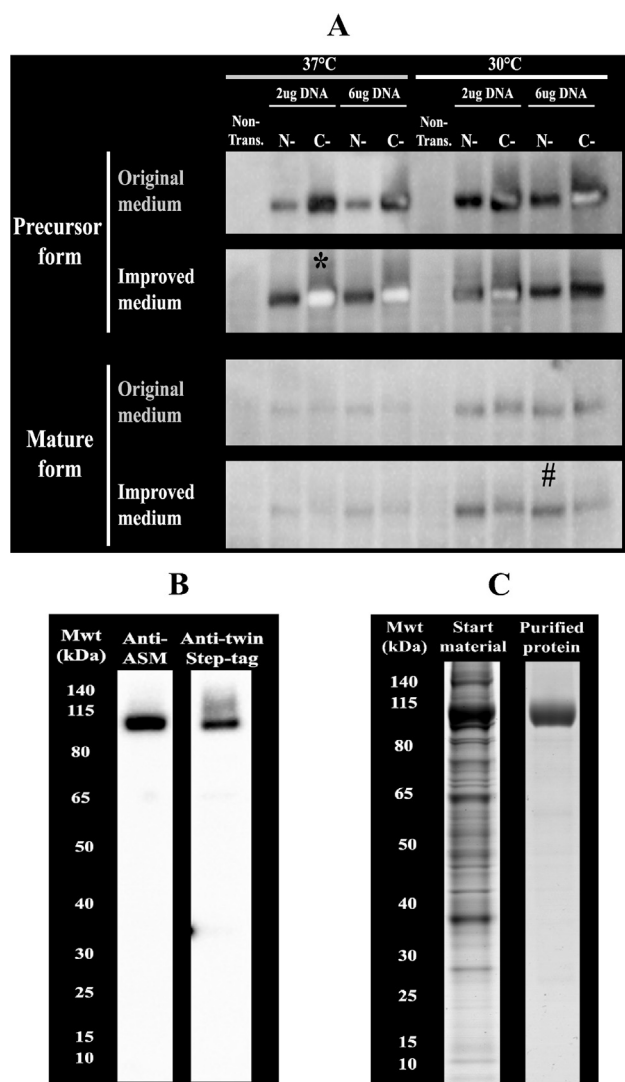 A
37°C 30°C
2ug DNA 6ug DNA 2ug DNA 6ug DNA
Non-Trans. N- C- N- C- Non-Trans. N- C- N- C-
Precursor form
Original medium
*
Improved medium
Mature form
Original medium
#
Improved medium
B
Mwt (kDa) Anti-ASM Anti-twin Step-tag
140
115
80
65
50
40
30
25
15
10
C
Mwt (kDa) Start material Purified protein
140
115
80
65
50
40
30
25
15
10